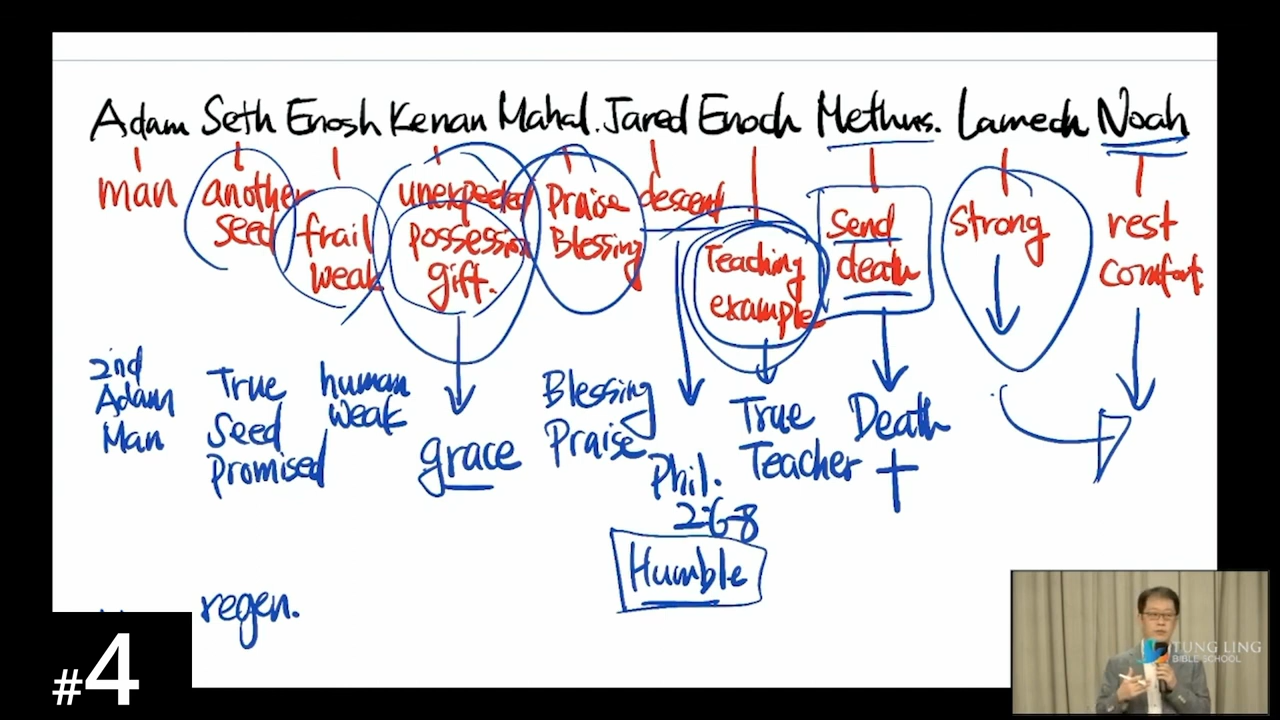 Adam Seth Enosh Kenan Mahal. Jared Enoch Methus. Lamech Noah
man
another
seed
frail
weak
unexpected
possession
gift.
Praise
Blessing
descent
Teaching
example
Send
death
strong
rest
comfort.
2nd
Adam
Man
True
Seed
Promised
human
weak
grace
Blessing
Praise
Phil.
2:6-8
Humble
True
Teacher
Death
regen.
#4
TUNG LING
BIBLE SCHOOL